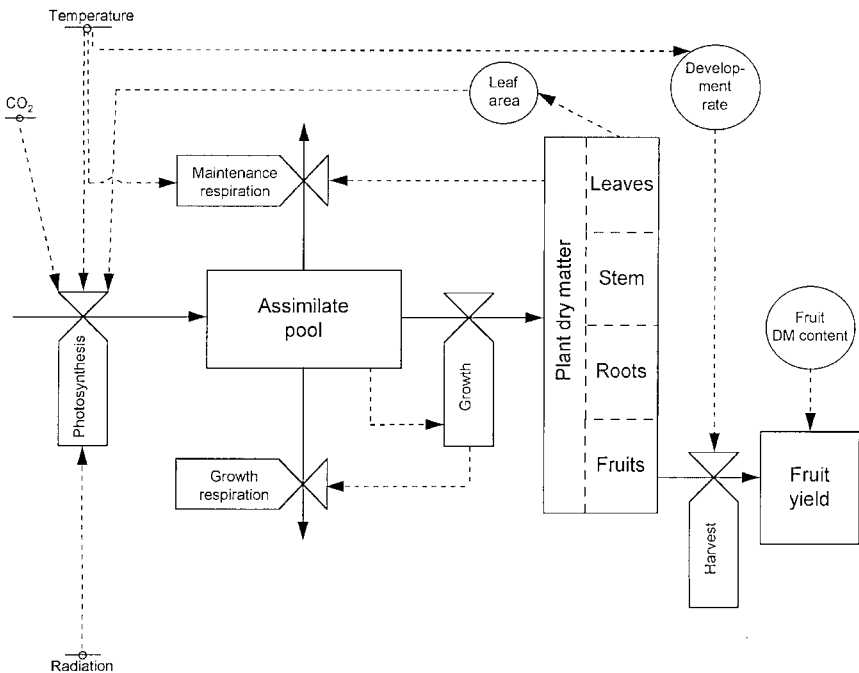 Temperature
CO2
Leaf
area
Develop-
ment
rate
Maintenance
respiration
Leaves
Stem
Roots
Fruits
Plant dry matter
Assimilate
pool
Photosynthesis
Growth
Growth
respiration
Fruit
DM content
Fruit
yield
Harvest
Radiation